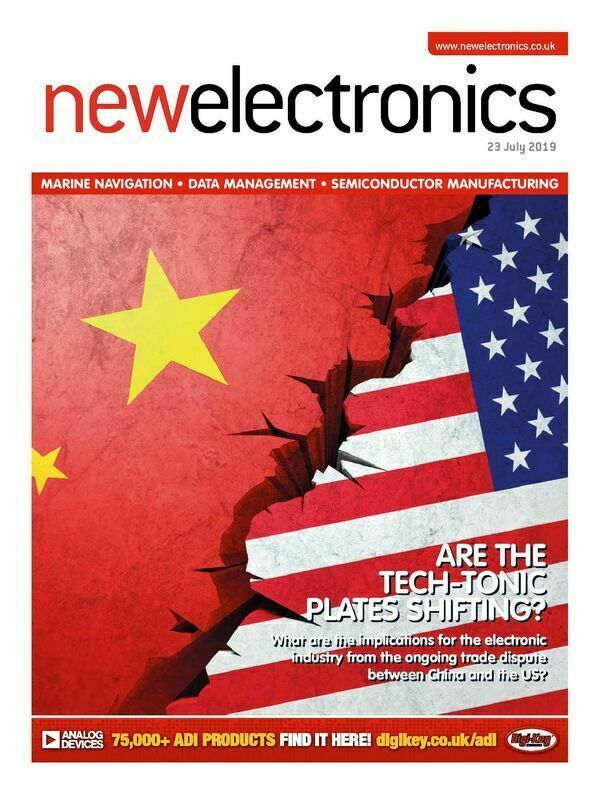 www.newelectronics.co.uk
newelectronics
23 July 2019
MARINE NAVIGATION • DATA MANAGEMENT • SEMICONDUCTOR MANUFACTURING
ARE THE
TECH-TONIC
PLATES SHIFTING?
What are the implications for the electronic
industry from the ongoing trade dispute
between China and the US?
ANALOG
DEVICES
75,000+ ADI PRODUCTS FIND IT HERE! digikey.co.uk/adi
Digi-Key